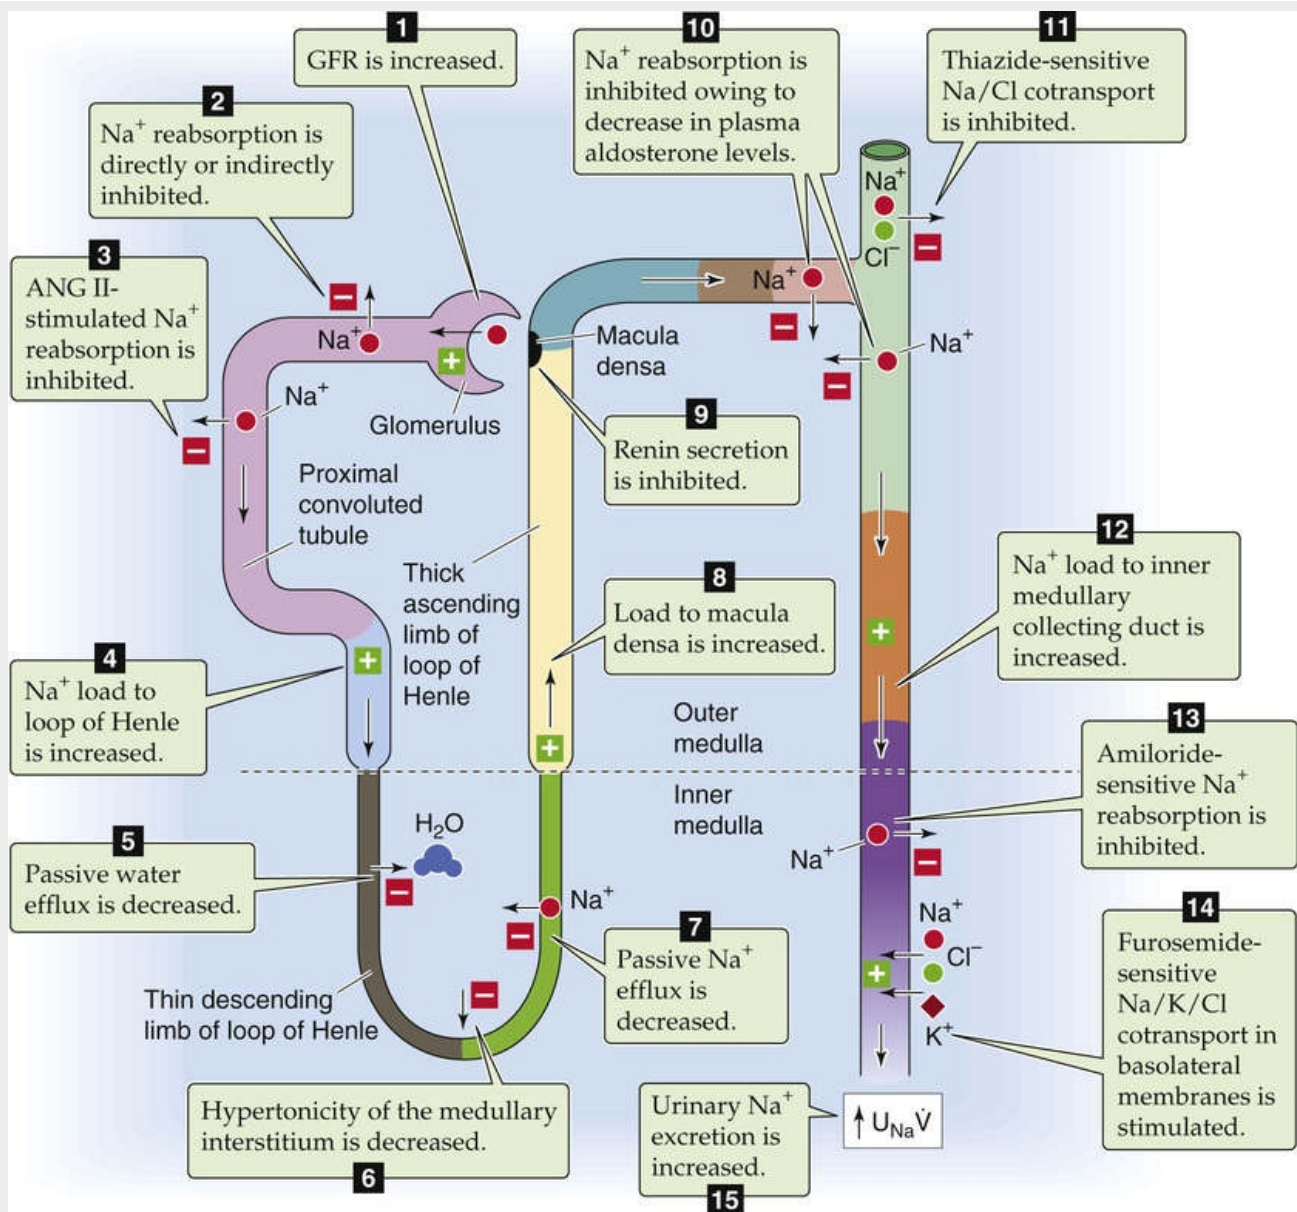 1
GFR is increased.
2
Na⁺ reabsorption is
directly or indirectly
inhibited.
3
ANG II-
stimulated Na⁺
reabsorption is
inhibited.
4
Na⁺ load to
loop of Henle
is increased.
5
Passive water
efflux is decreased.
Hypertonicity of the medullary
interstitium is decreased.
6
7
Passive Na⁺
efflux is
decreased.
8
Load to macula
densa is increased.
9
Renin secretion
is inhibited.
10
Na⁺ reabsorption is
inhibited owing to
decrease in plasma
aldosterone levels.
11
Thiazide-sensitive
Na/Cl cotransport
is inhibited.
12
Na⁺ load to inner
medullary
collecting duct is
increased.
13
Amiloride-
sensitive Na⁺
reabsorption is
inhibited.
14
Furosemide-
sensitive
Na/K/Cl
cotransport in
basolateral
membranes is
stimulated.
Urinary Na⁺
excretion is
increased.
15
Na⁺
+
Glomerulus
−
Na⁺
−
Proximal
convoluted
tubule
+
H₂O
−
Thin descending
limb of loop of Henle
−
Na⁺
−
Thick
ascending
limb of
loop of
Henle
+
Macula
densa
Na⁺
−
Na⁺
Cl⁻
−
Na⁺
−
+
Outer
medulla
Inner
medulla
Na⁺
−
Na⁺
Cl⁻
+
K⁺
↑ U_NaV̇